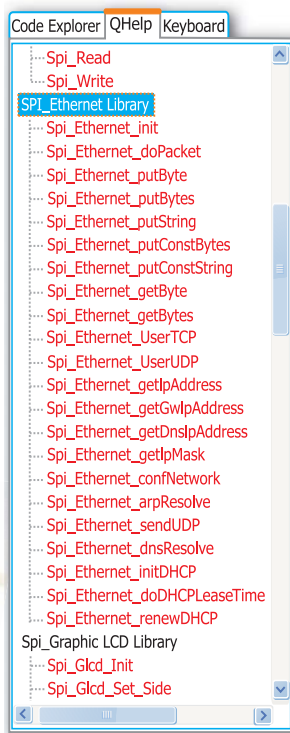 Code Explorer QHelp Keyboard
Spi_Read
Spi_Write
SPI_Ethernet Library
Spi_Ethernet_init
Spi_Ethernet_doPacket
Spi_Ethernet_putByte
Spi_Ethernet_putBytes
Spi_Ethernet_putString
Spi_Ethernet_putConstBytes
Spi_Ethernet_putConstString
Spi_Ethernet_getByte
Spi_Ethernet_getBytes
Spi_Ethernet_UserTCP
Spi_Ethernet_UserUDP
Spi_Ethernet_getIpAddress
Spi_Ethernet_getGwIpAddress
Spi_Ethernet_getDnsIpAddress
Spi_Ethernet_getIpMask
Spi_Ethernet_confNetwork
Spi_Ethernet_arpResolve
Spi_Ethernet_sendUDP
Spi_Ethernet_dnsResolve
Spi_Ethernet_initDHCP
Spi_Ethernet_doDHCPLeaseTime
Spi_Ethernet_renewDHCP
Spi_Graphic LCD Library
Spi_Glcd_Init
Spi_Glcd_Set_Side